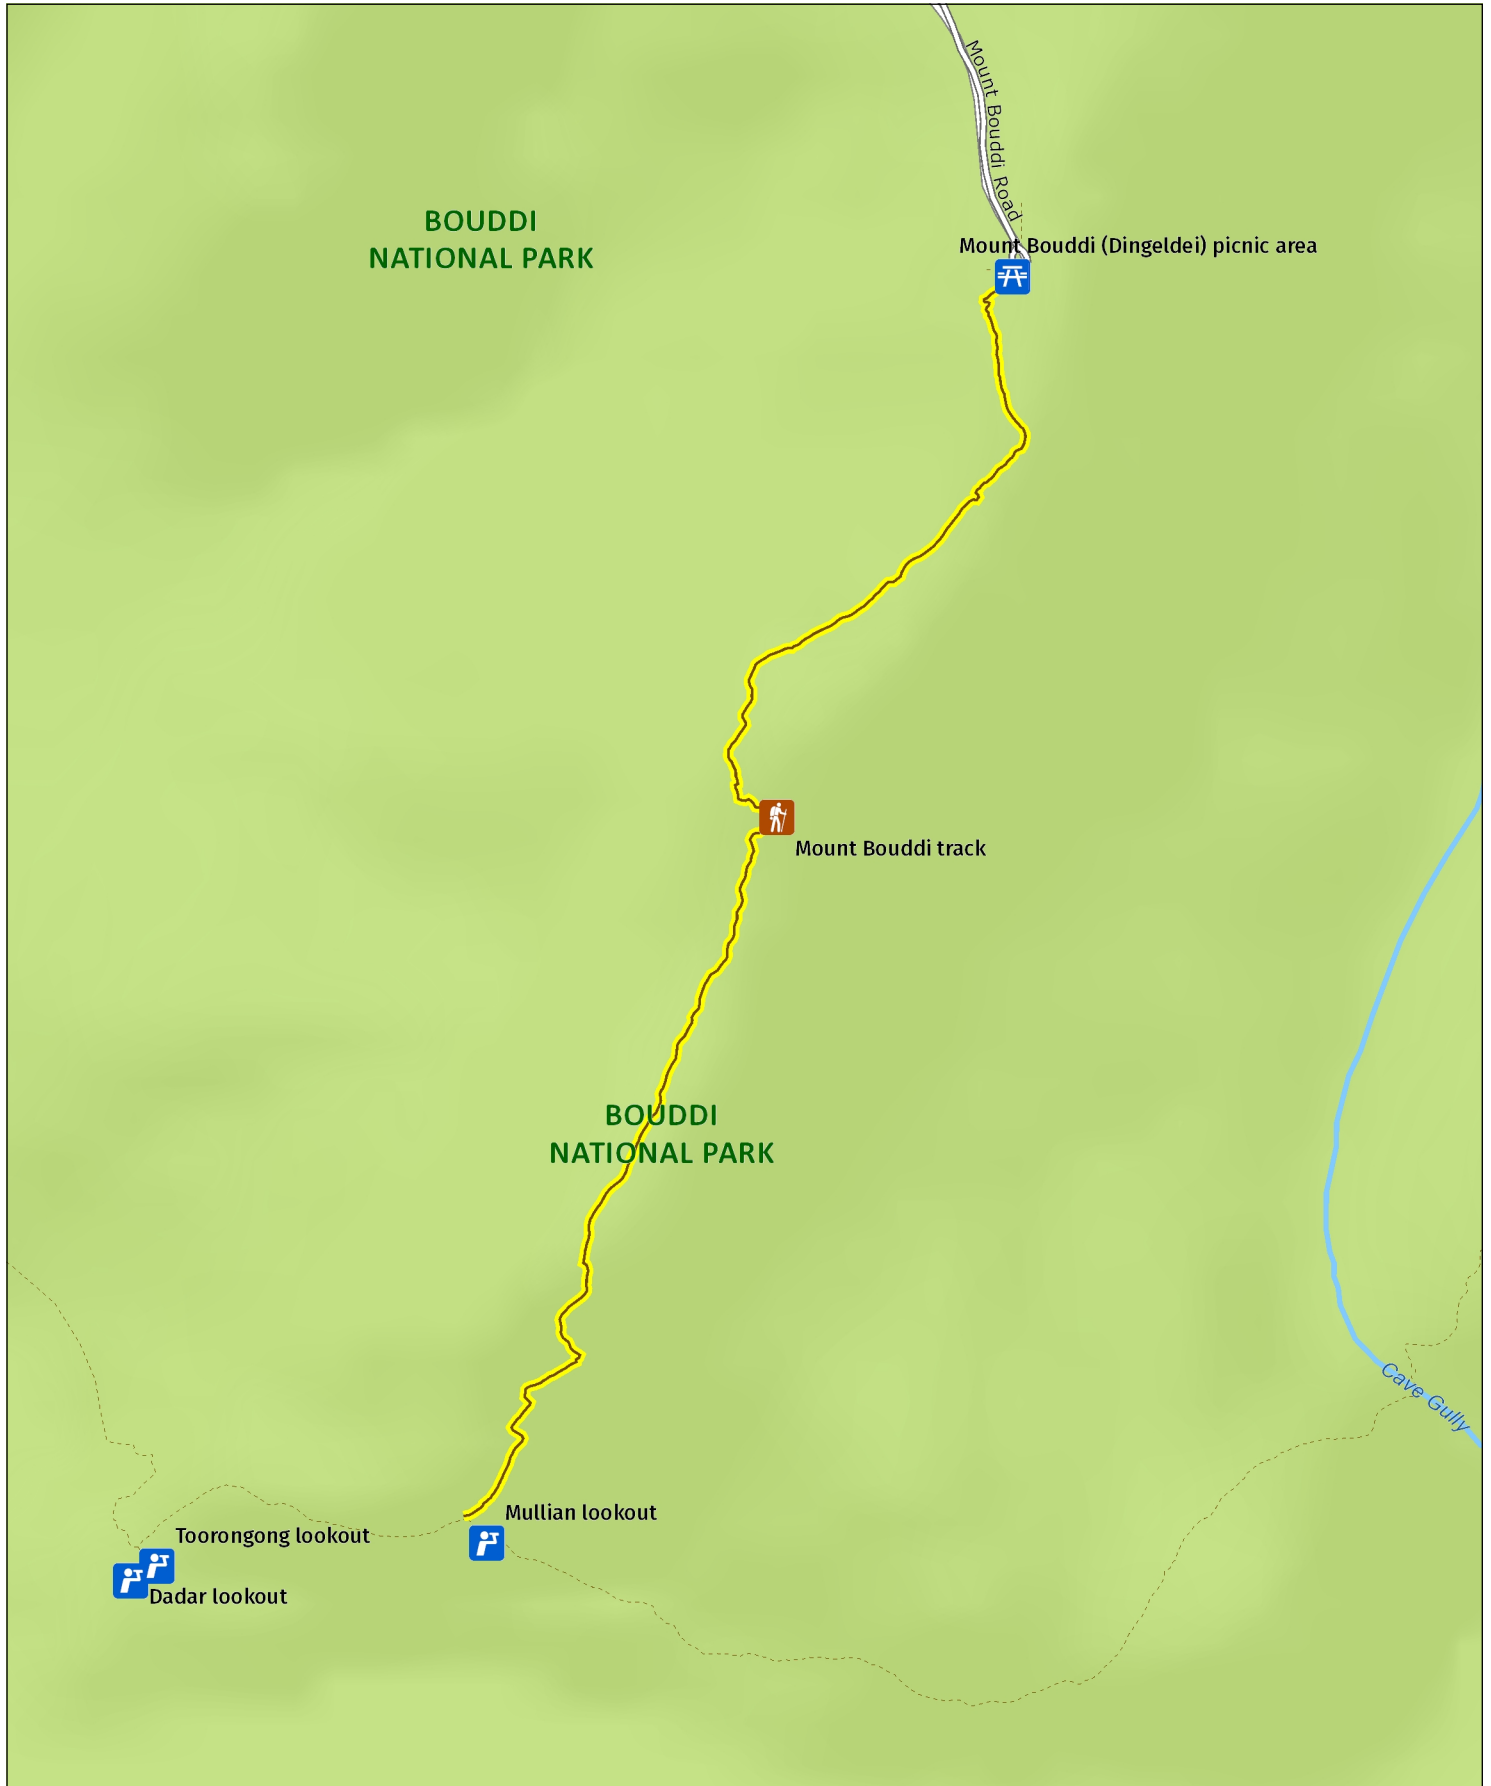 Mount Bouddi Road
BOUDDI
NATIONAL PARK
Mount Bouddi (Dingeldei) picnic area
Mount Bouddi track
BOUDDI
NATIONAL PARK
Cave Gully
Mullian lookout
Toorongong lookout
Dadar lookout